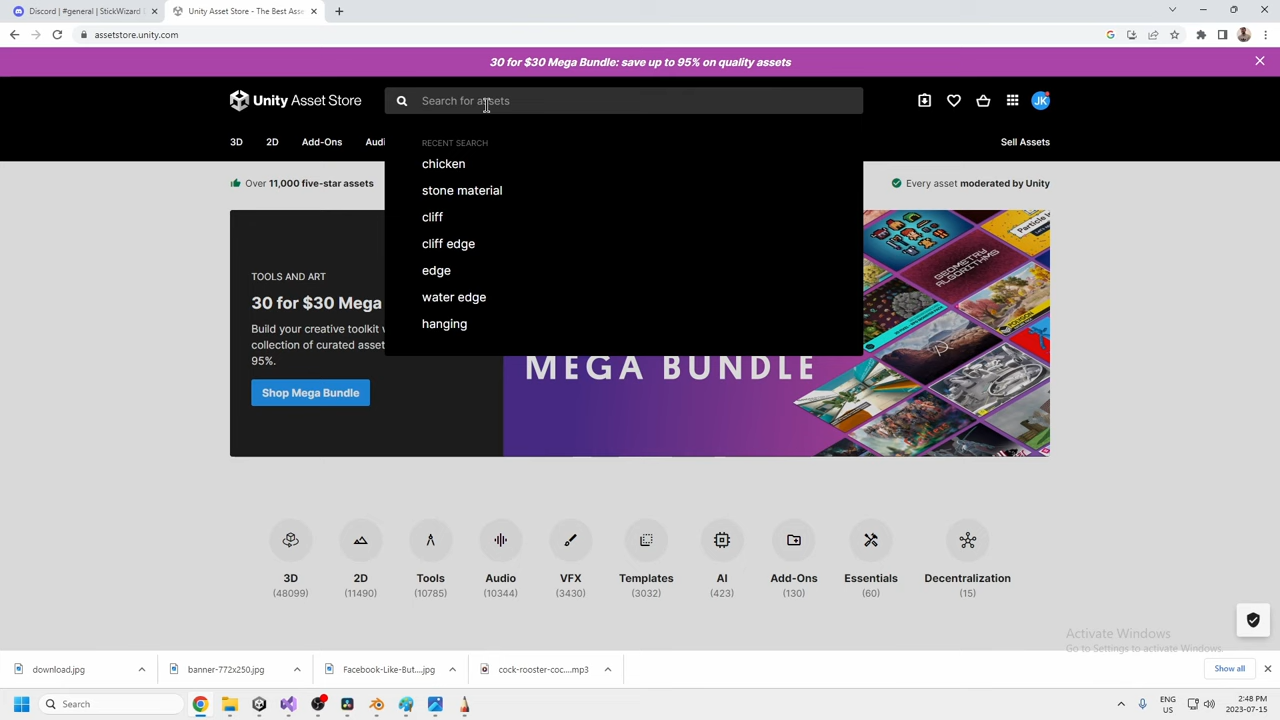 Discord | #general | StickWizard
Unity Asset Store - The Best Asse
assetstore.unity.com
30 for $30 Mega Bundle: save up to 95% on quality assets
Unity Asset Store
Search for assets
JK
3D
2D
Add-Ons
Audi
Sell Assets
RECENT SEARCH
chicken
stone material
cliff
cliff edge
edge
water edge
hanging
Over 11,000 five-star assets
Every asset moderated by Unity
TOOLS AND ART
30 for $30 Mega
Build your creative toolkit
collection of curated asset
95%.
Shop Mega Bundle
MEGA BUNDLE
GEOMETRY
ALGORITHMS
3D
(48099)
2D
(11490)
Tools
(10785)
Audio
(10344)
VFX
(3430)
Templates
(3032)
AI
(423)
Add-Ons
(130)
Essentials
(60)
Decentralization
(15)
Activate Windows
Go to Settings to activate Windows.
download.jpg
banner-772x250.jpg
Facebook-Like-But....jpg
cock-rooster-coc....mp3
Show all
Search
ENG
US
2:48 PM
2023-07-15